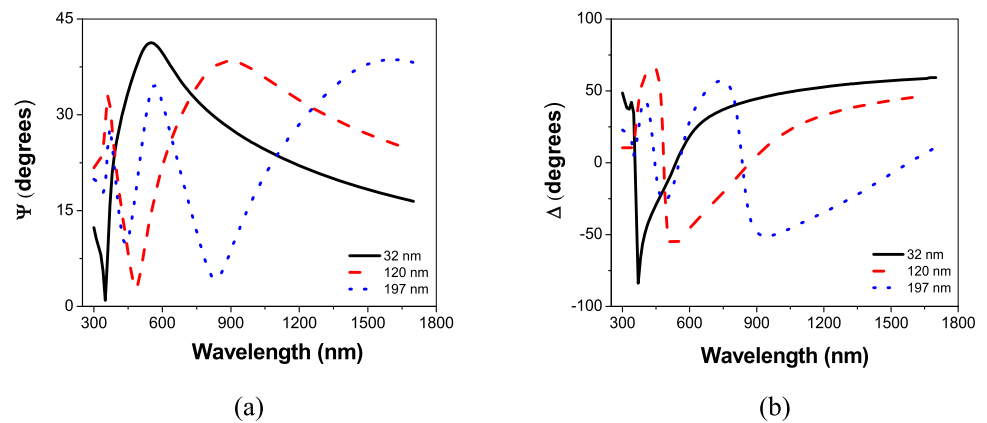 45
30
15
0
Ψ (degrees)
32 nm
120 nm
197 nm
300 600 900 1200 1500 1800
Wavelength (nm)
(a)
100
50
0
-50
-100
Δ (degrees)
32 nm
120 nm
197 nm
300 600 900 1200 1500 1800
Wavelength (nm)
(b)